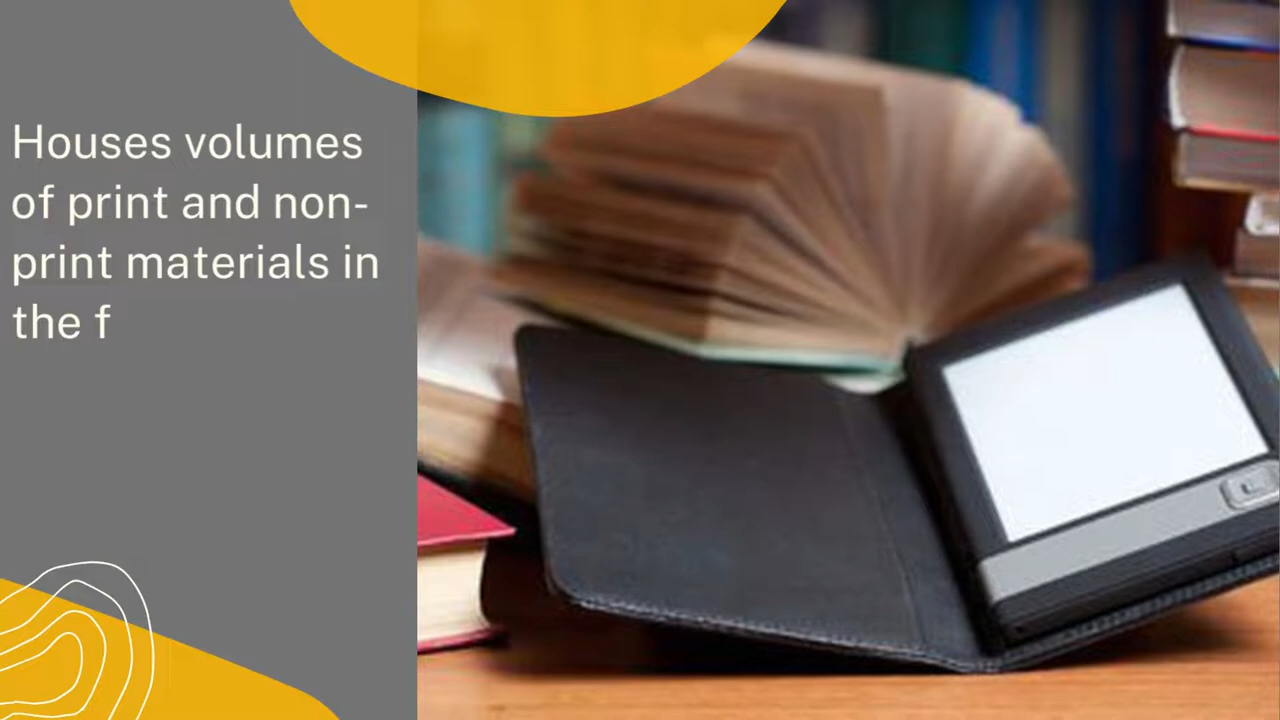 Houses volumes
of print and non-
print materials in
the f